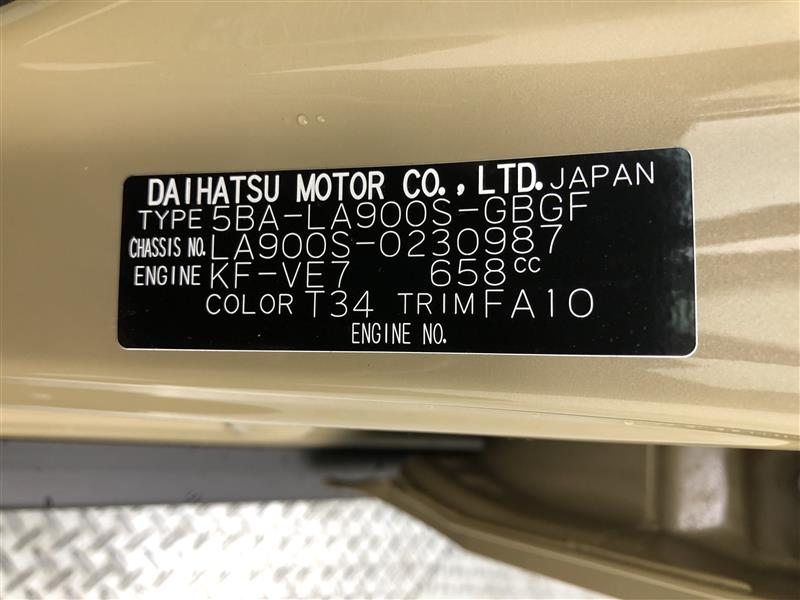 DAIHATSU MOTOR CO., LTD. JAPAN
TYPE 5BA-LA900S-GBGF
CHASSIS NO. LA900S-0230987
ENGINE KF-VE7 658cc
COLOR T34 TRIM FA10
ENGINE NO.